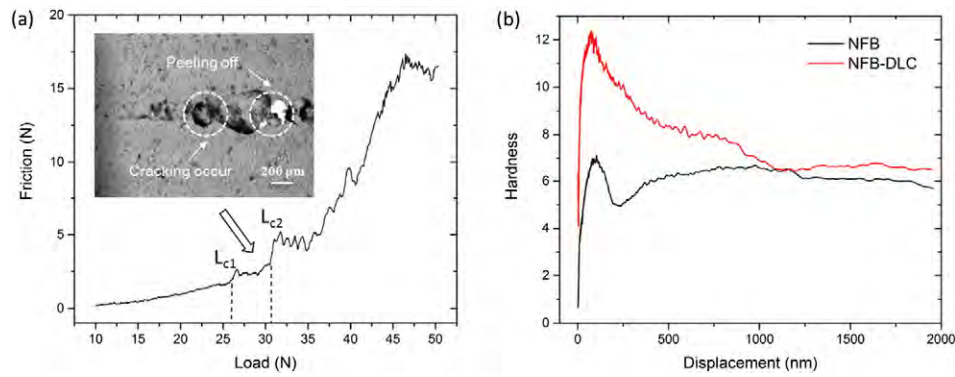 (a)
20
15
10
5
0
Friction (N)
Peeling off
Cracking occur
200 μm
Lc1
Lc2
10 15 20 25 30 35 40 45 50
Load (N)
(b)
12
10
8
6
4
2
0
Hardness
NFB
NFB-DLC
0 500 1000 1500 2000
Displacement (nm)